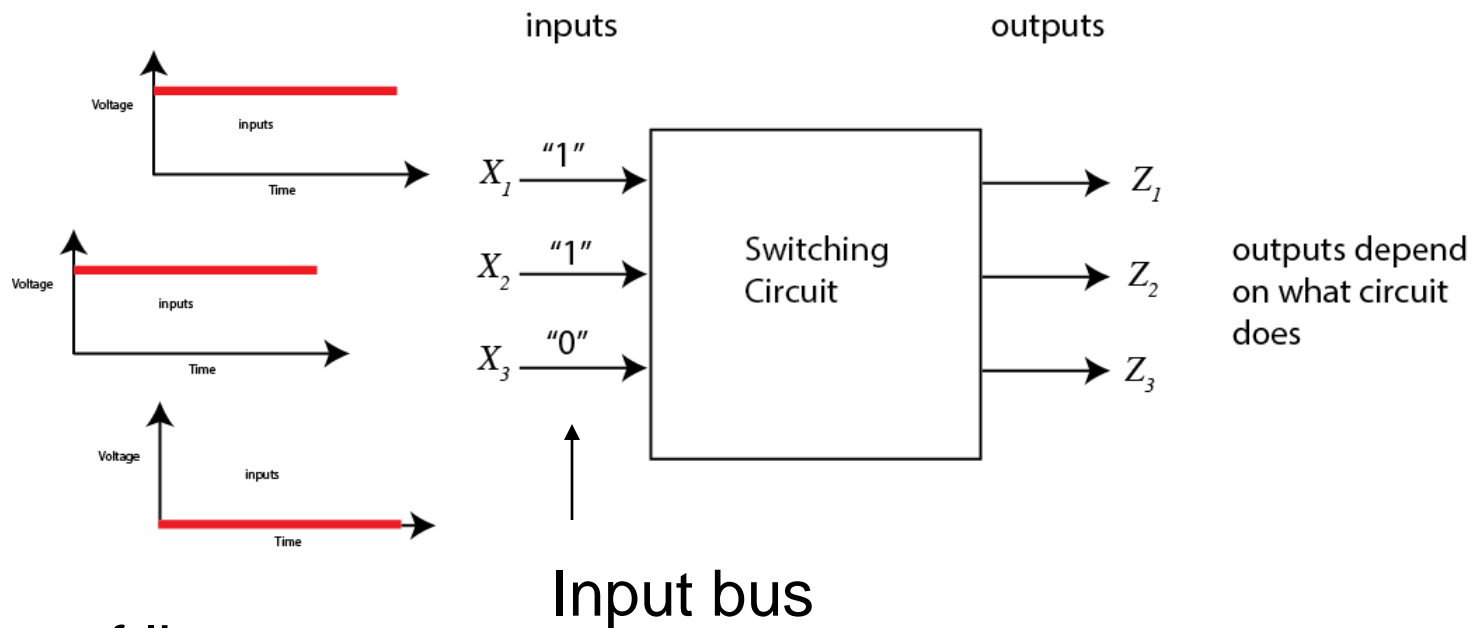 inputs
outputs
Voltage
inputs
Time
X1 "1"
Z1
Voltage
inputs
Time
X2 "1"
Switching
Circuit
Z2
outputs depend
on what circuit
does
X3 "0"
Z3
Voltage
inputs
Time
Input bus